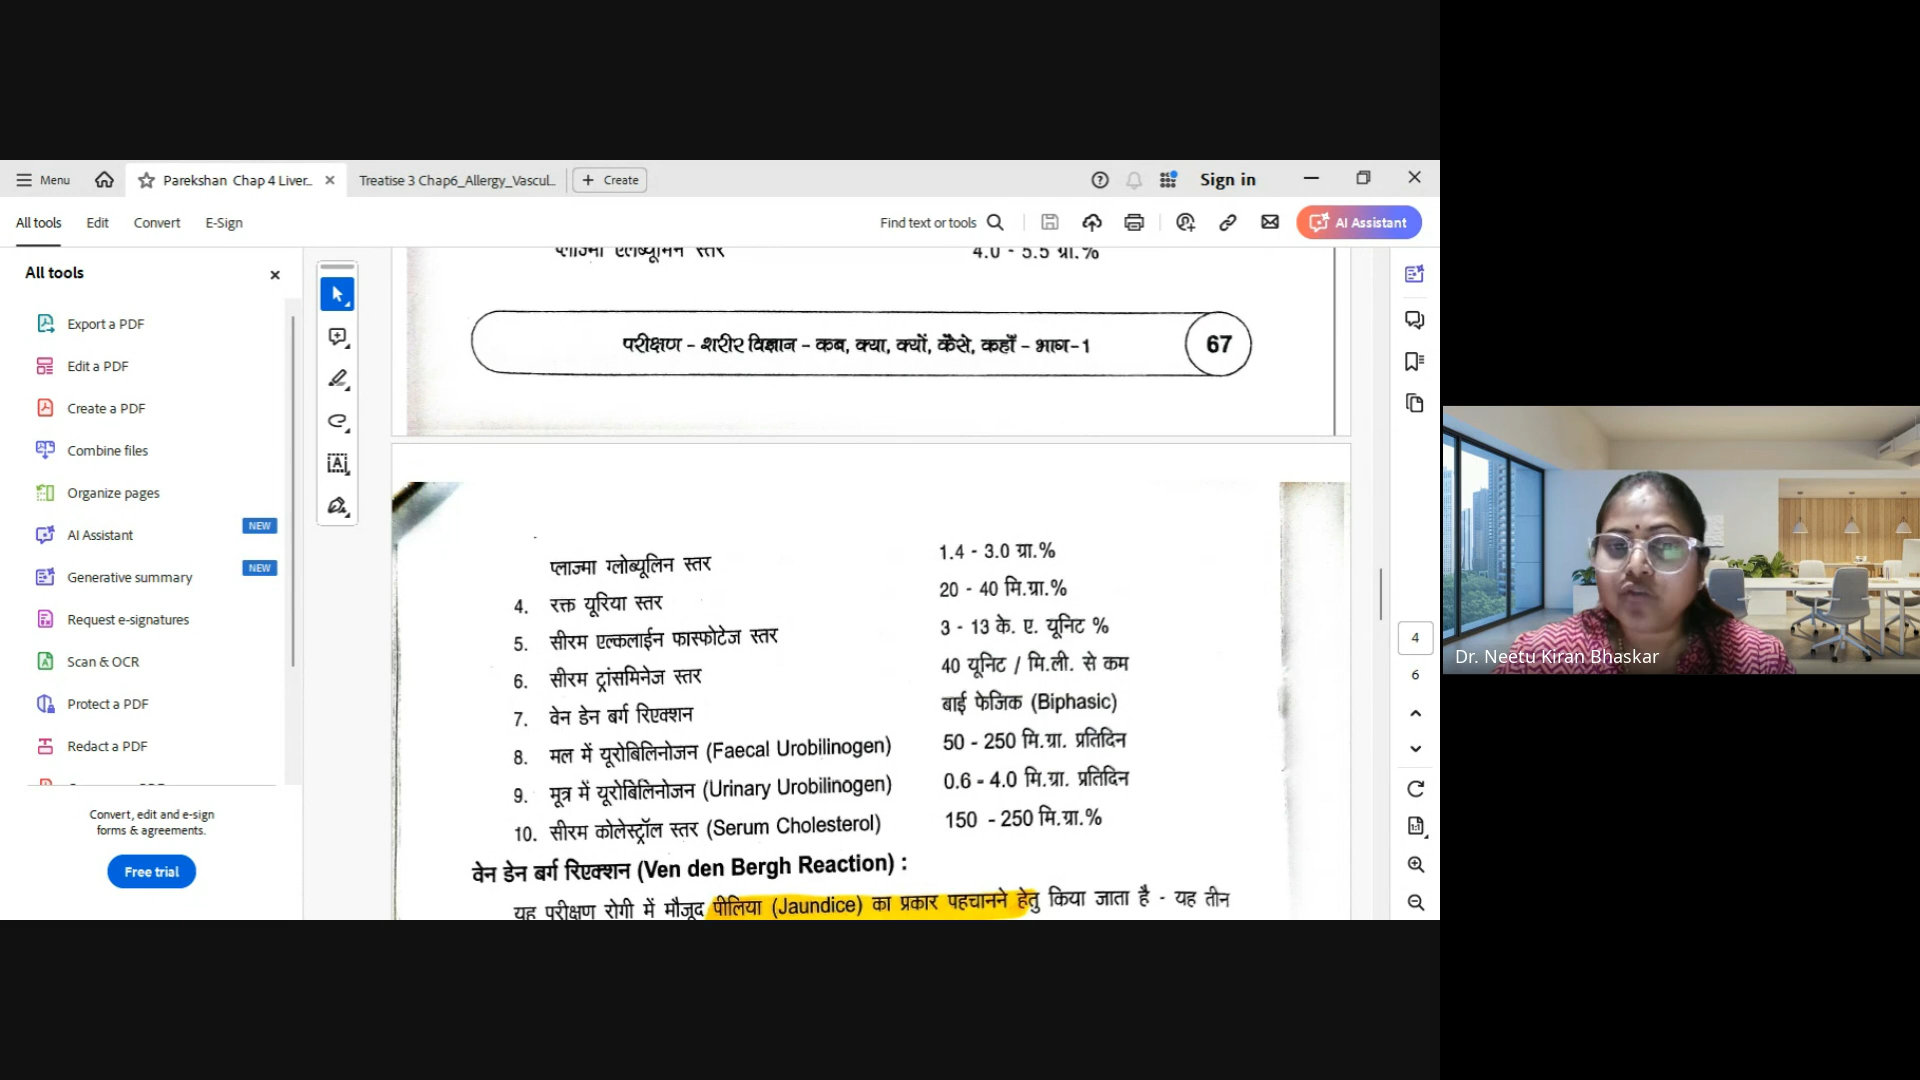 Menu
Parekshan Chap 4 Liver...
Treatise 3 Chap6_Allergy_Vascul...
Create
Sign in
All tools
Edit
Convert
E-Sign
Find text or tools
AI Assistant
All tools
Export a PDF
Edit a PDF
Create a PDF
Combine files
Organize pages
AI Assistant NEW
Generative summary NEW
Request e-signatures
Scan & OCR
Protect a PDF
Redact a PDF
Convert, edit and e-sign
forms & agreements.
Free trial
प्लाज्मा एलब्यूमिन स्तर 4.0 - 5.5 ग्रा.%
परीक्षण - शरीर विज्ञान - कब, क्या, क्यों, कैसे, कहाँ - भाग-1 67
प्लाज्मा ग्लोब्यूलिन स्तर 1.4 - 3.0 ग्रा.%
4. रक्त यूरिया स्तर 20 - 40 मि.ग्रा.%
5. सीरम एल्कलाईन फास्फोटेज स्तर 3 - 13 के. ए. यूनिट %
6. सीरम ट्रांसमिनेज स्तर 40 यूनिट / मि.ली. से कम
7. वेन डेन बर्ग रिएक्शन बाई फेजिक (Biphasic)
8. मल में यूरोबिलिनोजन (Faecal Urobilinogen) 50 - 250 मि.ग्रा. प्रतिदिन
9. मूत्र में यूरोबिलिनोजन (Urinary Urobilinogen) 0.6 - 4.0 मि.ग्रा. प्रतिदिन
10. सीरम कोलेस्ट्रॉल स्तर (Serum Cholesterol) 150 - 250 मि.ग्रा.%
वेन डेन बर्ग रिएक्शन (Ven den Bergh Reaction) :
यह परीक्षण रोगी में मौजूद पीलिया (Jaundice) का प्रकार पहचानने हेतु किया जाता है - यह तीन
4
6
Dr. Neetu Kiran Bhaskar